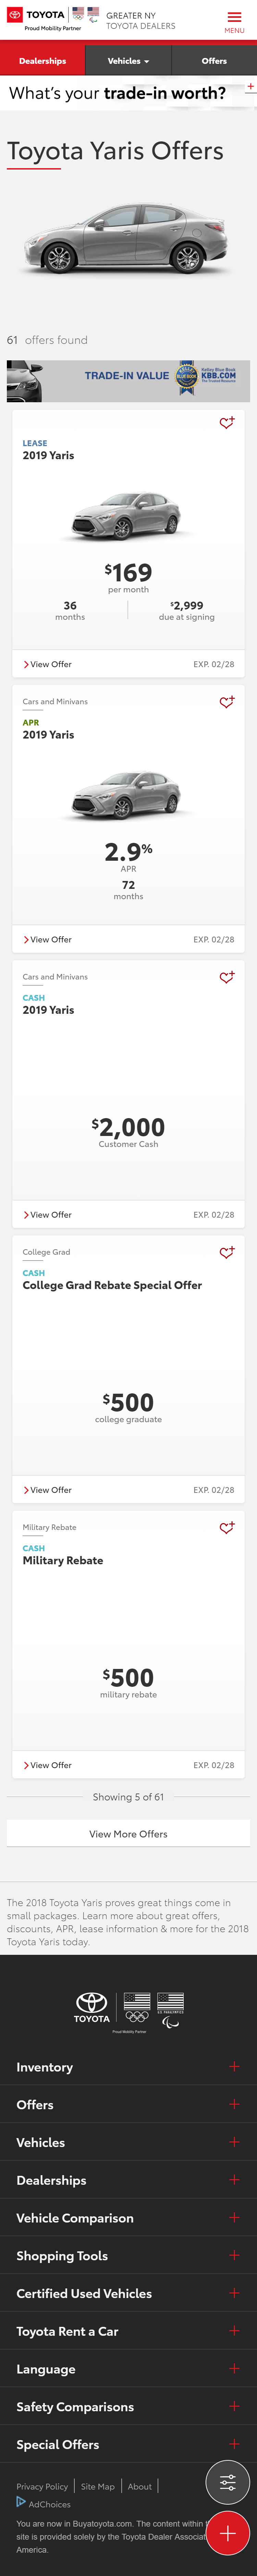 TOYOTA
Proud Mobility Partner
GREATER NY
TOYOTA DEALERS
MENU
Dealerships
Vehicles
Offers
What's your trade-in worth?
Toyota Yaris Offers
61 offers found
TRADE-IN VALUE
Kelley Blue Book
KBB.COM
The Trusted Resource
LEASE
2019 Yaris
$169
per month
36
months
$2,999
due at signing
View Offer
EXP. 02/28
Cars and Minivans
APR
2019 Yaris
2.9%
APR
72
months
View Offer
EXP. 02/28
Cars and Minivans
CASH
2019 Yaris
$2,000
Customer Cash
View Offer
EXP. 02/28
College Grad
CASH
College Grad Rebate Special Offer
$500
college graduate
View Offer
EXP. 02/28
Military Rebate
CASH
Military Rebate
$500
military rebate
View Offer
EXP. 02/28
Showing 5 of 61
View More Offers
The 2018 Toyota Yaris proves great things come in
small packages. Learn more about great offers,
discounts, APR, lease information & more for the 2018
Toyota Yaris today.
TOYOTA
U.S. PARALYMPICS
Proud Mobility Partner
Inventory
Offers
Vehicles
Dealerships
Vehicle Comparison
Shopping Tools
Certified Used Vehicles
Toyota Rent a Car
Language
Safety Comparisons
Special Offers
Privacy Policy
Site Map
About
AdChoices
You are now in Buyatoyota.com. The content within
site is provided solely by the Toyota Dealer Associat
America.